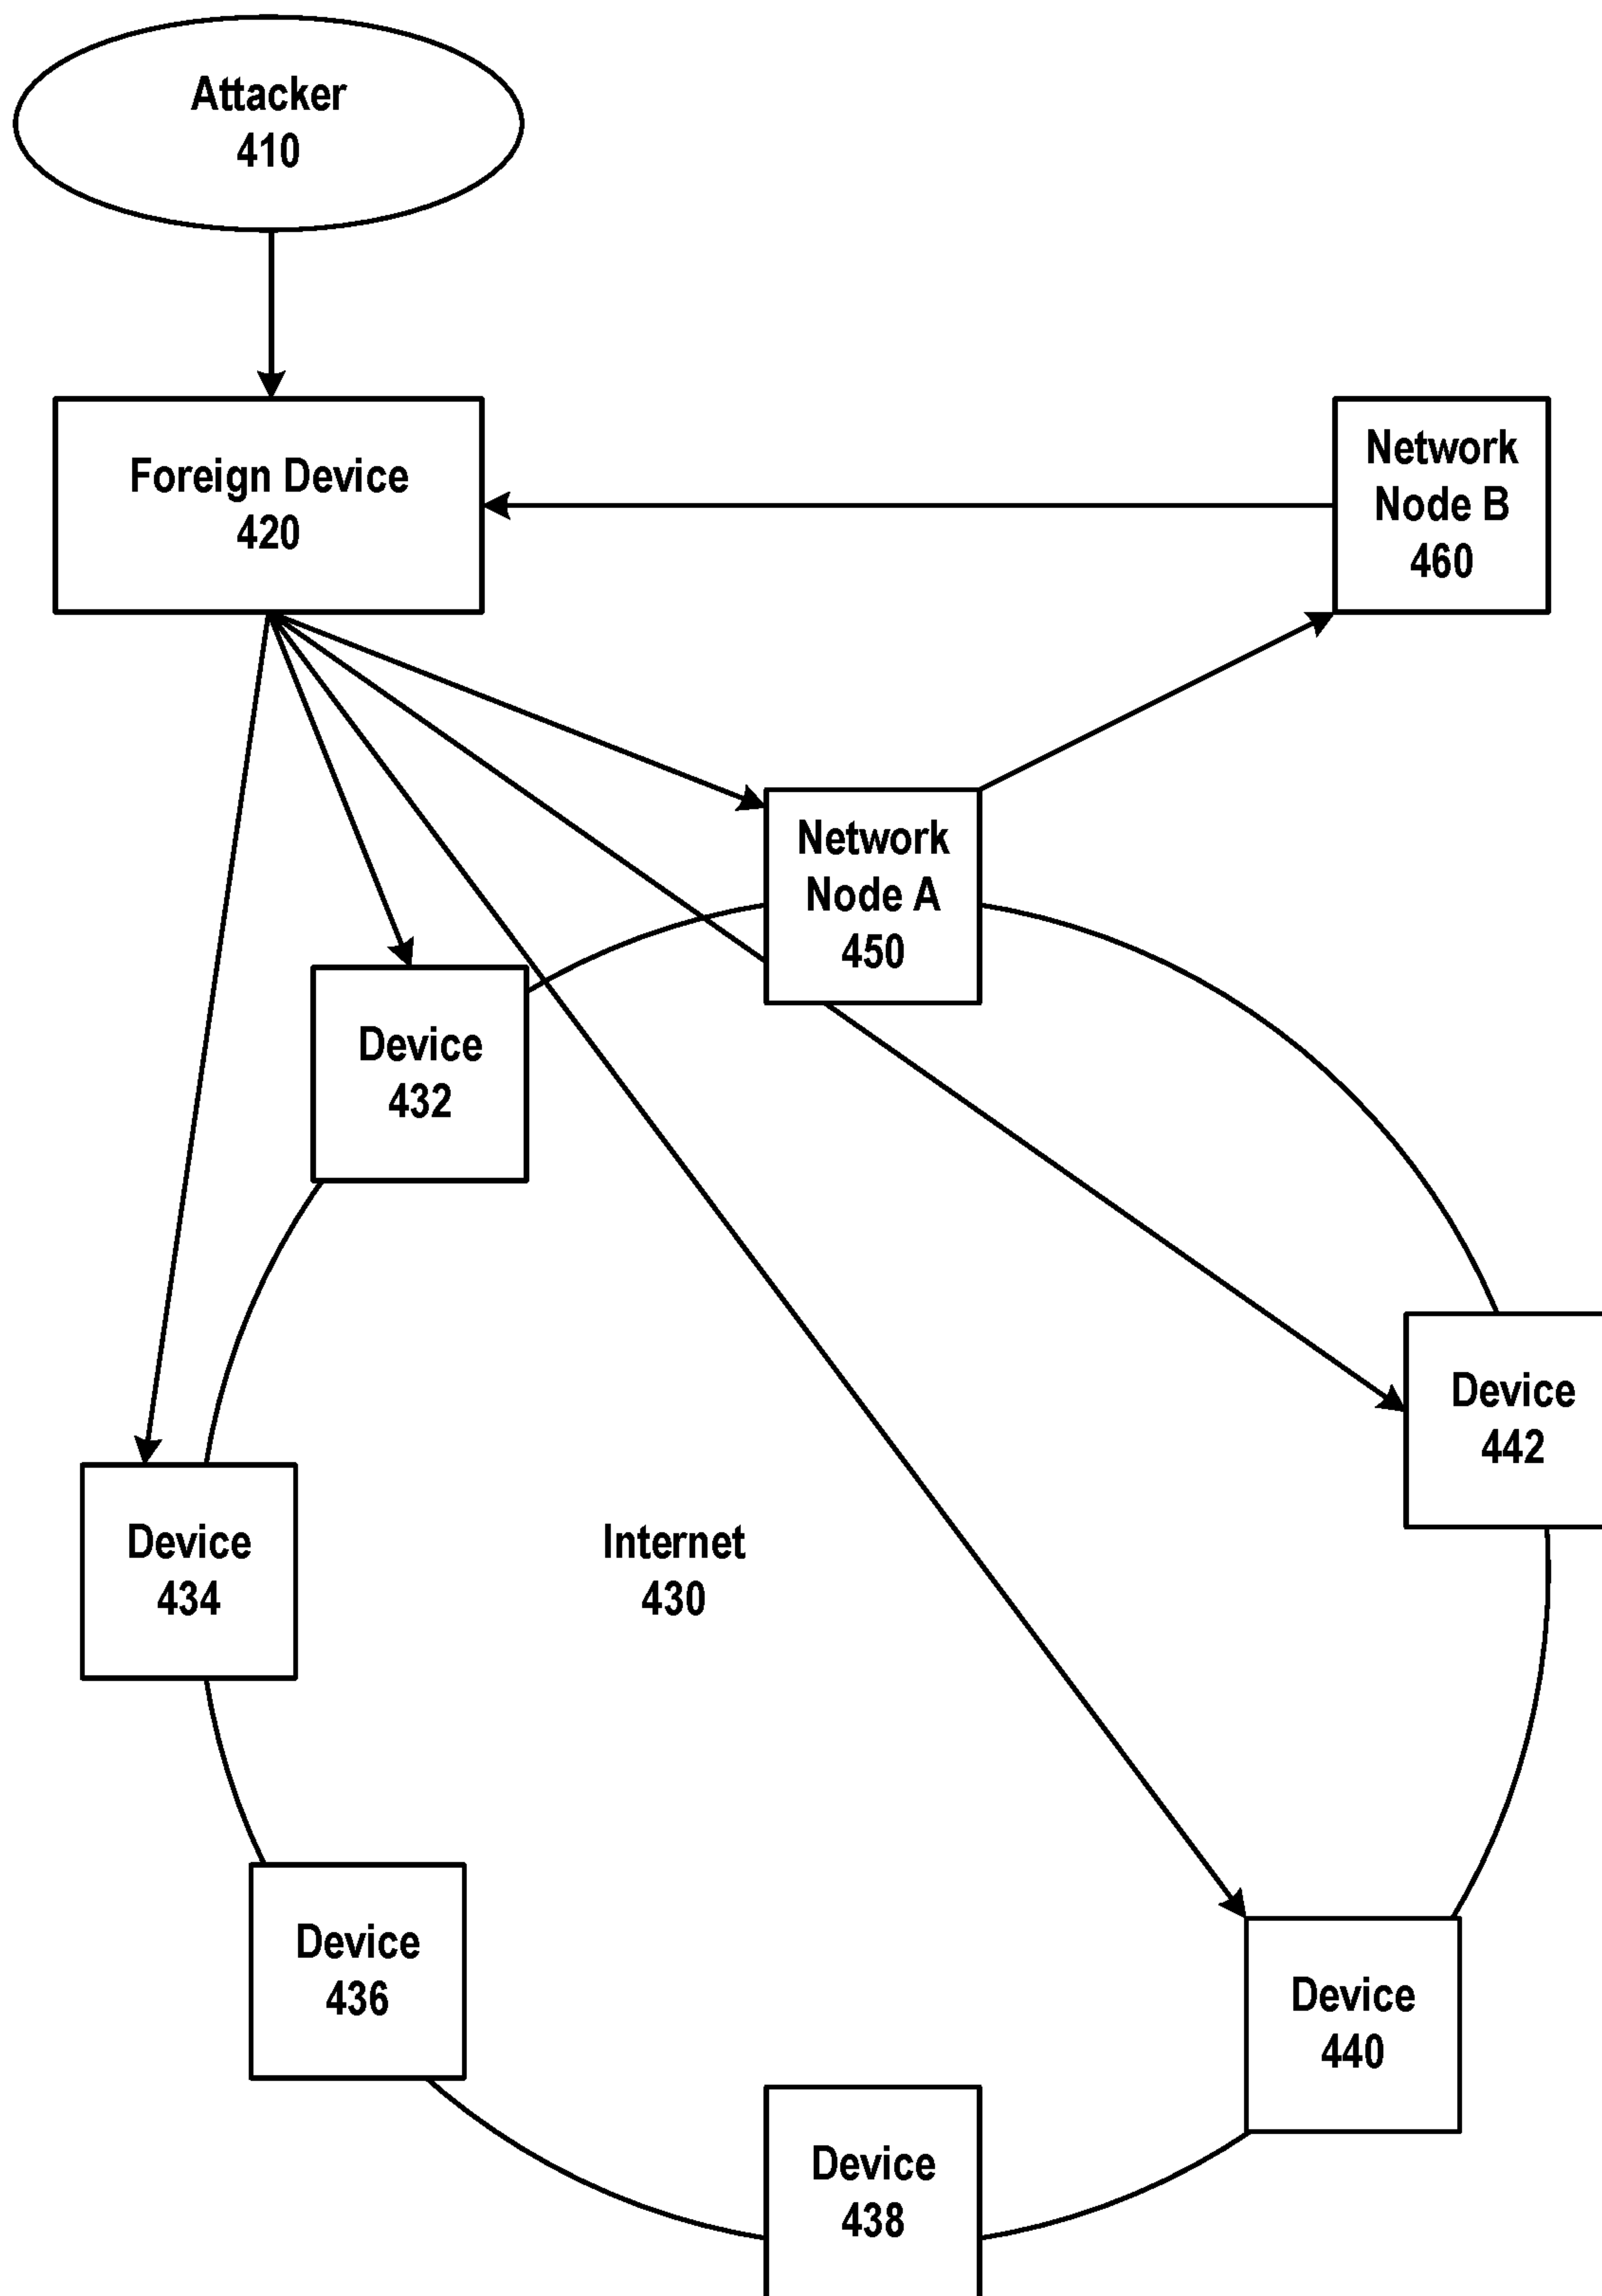 Attacker
410
Foreign Device
420
Network
Node B
460
Network
Node A
450
Device
432
Device
442
Device
434
Internet
430
Device
436
Device
440
Device
438